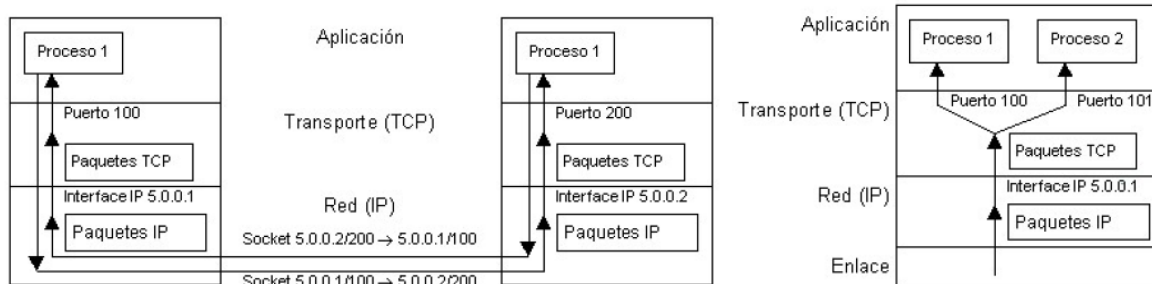 Aplicación
Proceso 1
Proceso 1
Puerto 100
Puerto 200
Transporte (TCP)
Paquetes TCP
Paquetes TCP
Interface IP 5.0.0.1
Interface IP 5.0.0.2
Red (IP)
Paquetes IP
Paquetes IP
Socket 5.0.0.2/200 → 5.0.0.1/100
Socket 5.0.0.1/100 → 5.0.0.2/200
Aplicación
Proceso 1
Proceso 2
Puerto 100
Puerto 101
Transporte (TCP)
Paquetes TCP
Interface IP 5.0.0.1
Red (IP)
Paquetes IP
Enlace